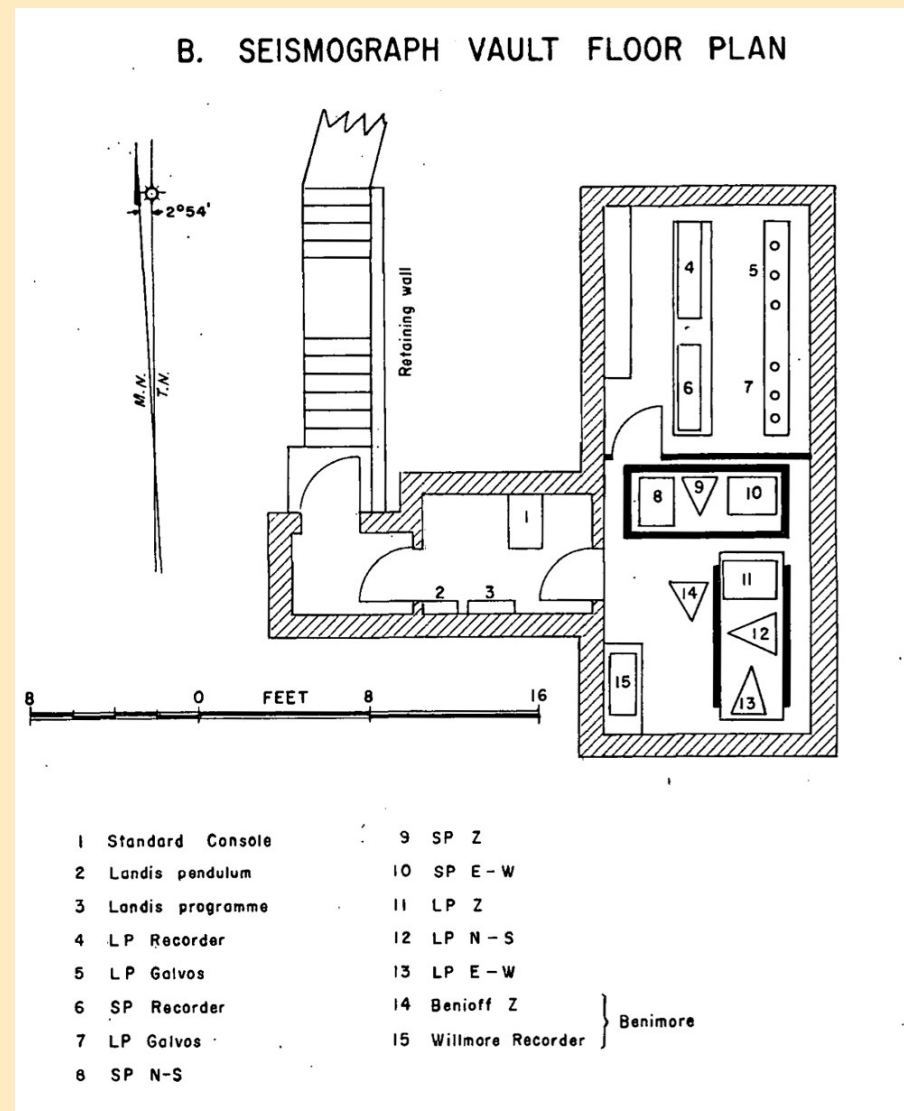 B. SEISMOGRAPH VAULT FLOOR PLAN
2°54'
M.N.
T.N.
Retaining wall
4
5
6
7
8
9
10
1
11
2
3
14
12
15
13
8 0 FEET 8 16
1 Standard Console
2 Landis pendulum
3 Landis programme
4 LP Recorder
5 LP Galvos
6 SP Recorder
7 LP Galvos
8 SP N-S
9 SP Z
10 SP E-W
11 LP Z
12 LP N-S
13 LP E-W
14 Benioff Z
15 Willmore Recorder
Benimore